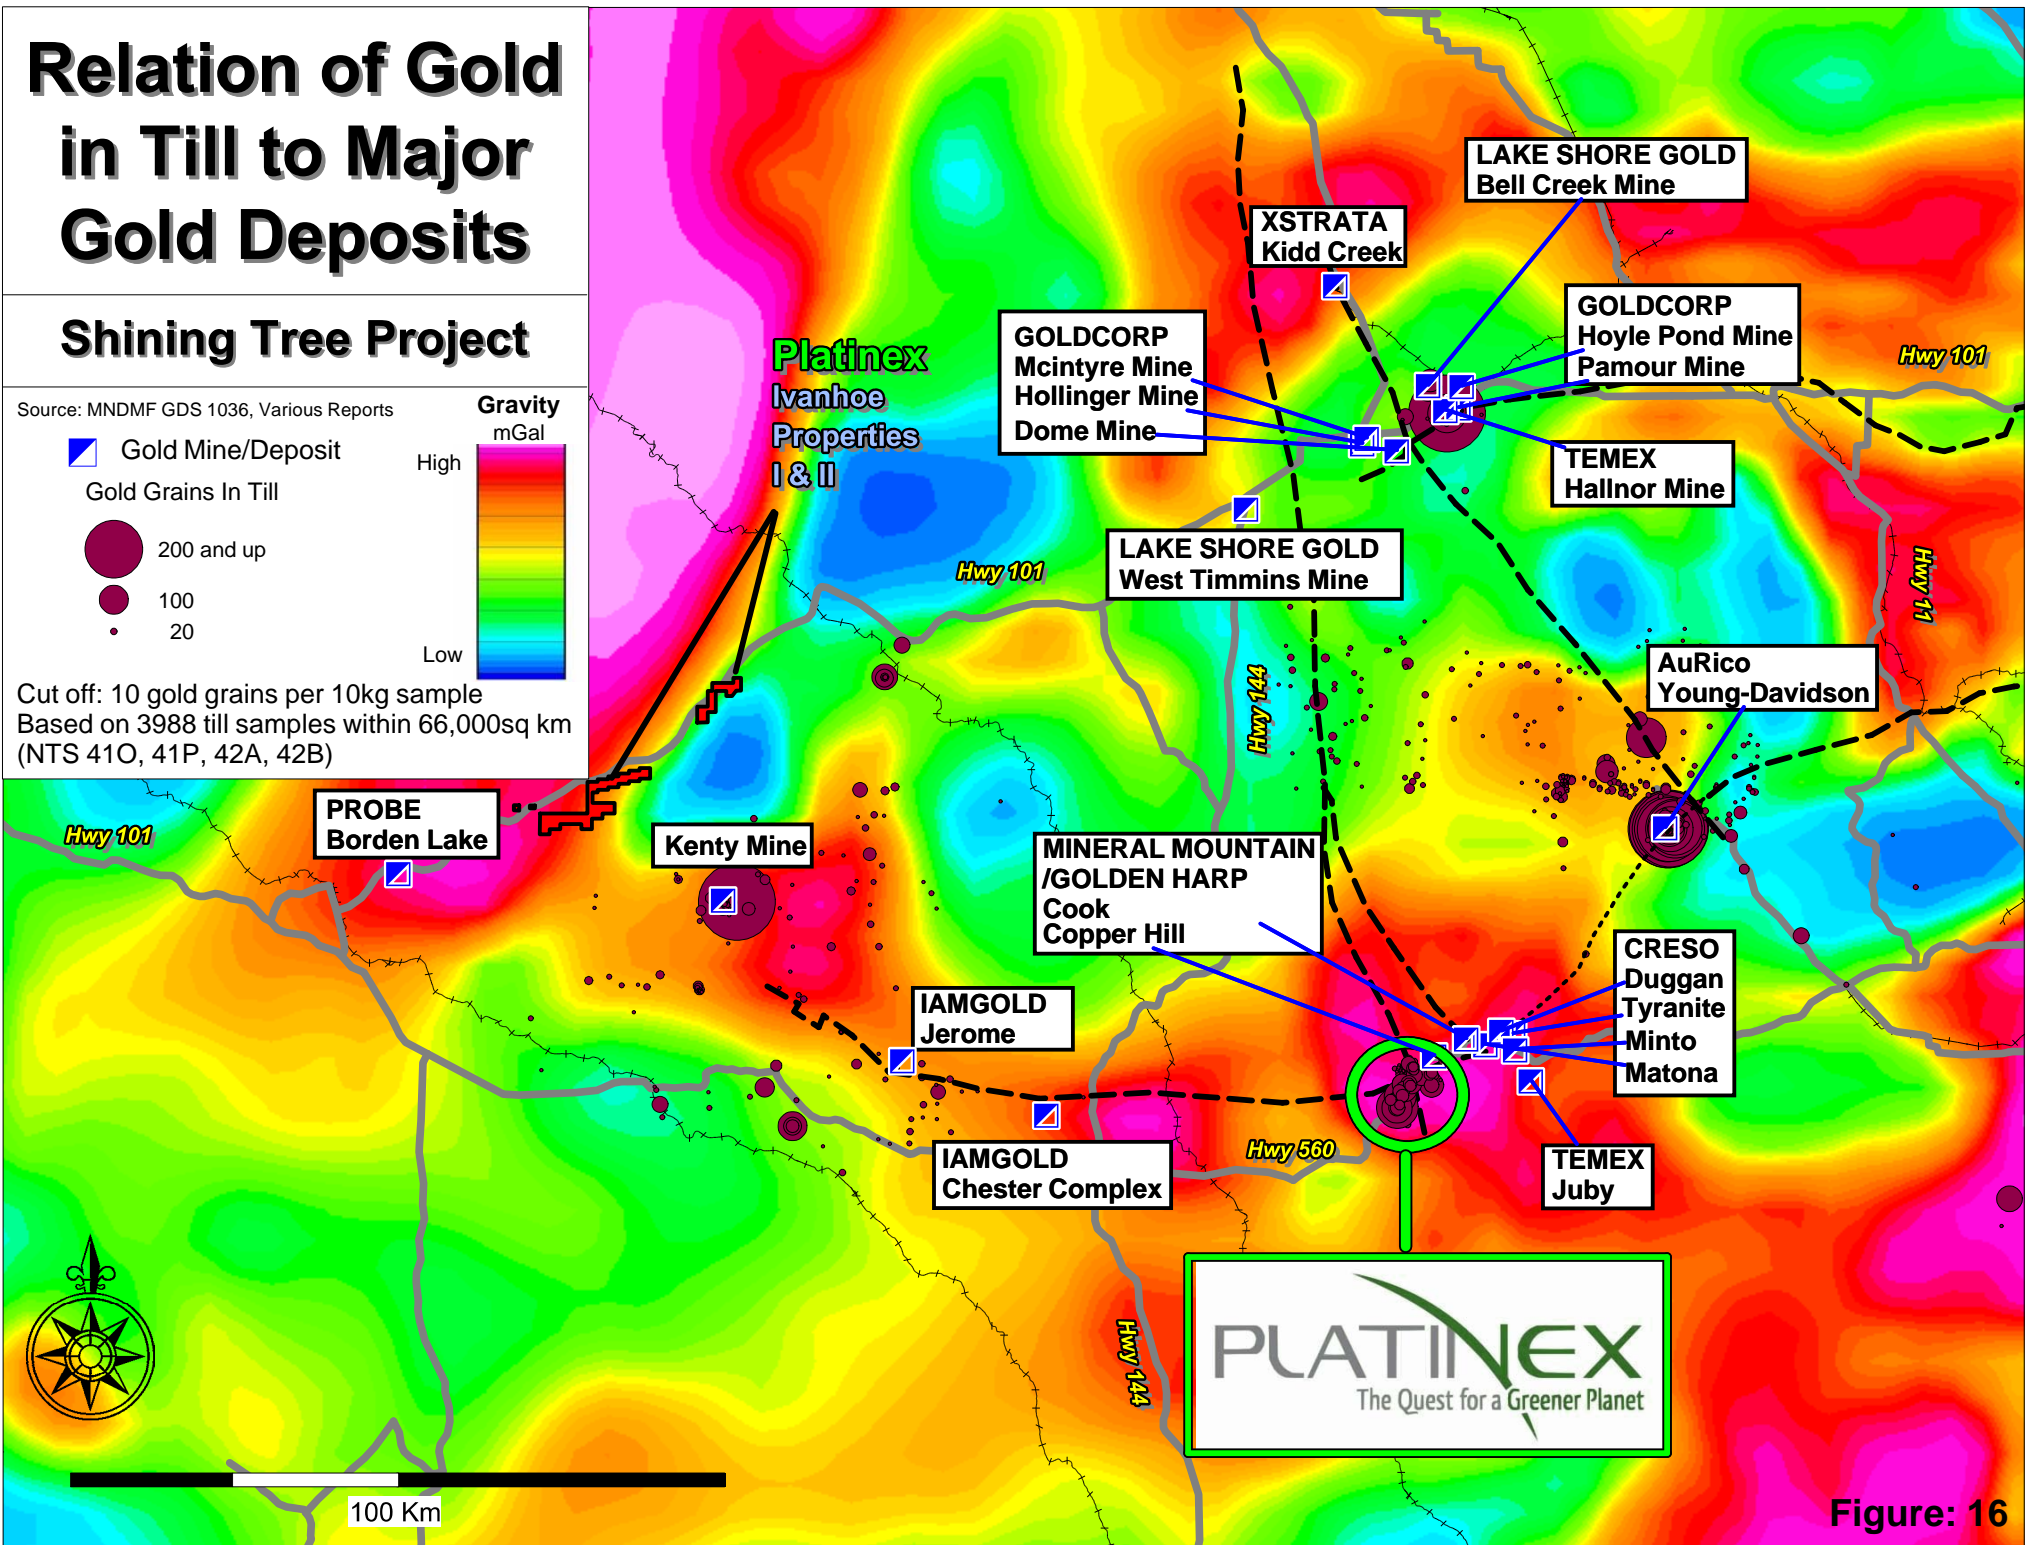 Relation of Gold
in Till to Major
Gold Deposits
Shining Tree Project
Source: MNDMF GDS 1036, Various Reports
Gold Mine/Deposit
Gold Grains In Till
200 and up
100
20
Gravity
mGal
High
Low
Cut off: 10 gold grains per 10kg sample
Based on 3988 till samples within 66,000sq km
(NTS 41O, 41P, 42A, 42B)
Platinex
Ivanhoe
Properties
I & II
LAKE SHORE GOLD
Bell Creek Mine
XSTRATA
Kidd Creek
GOLDCORP
Hoyle Pond Mine
Pamour Mine
GOLDCORP
Mcintyre Mine
Hollinger Mine
Dome Mine
Hwy 101
TEMEX
Hallnor Mine
LAKE SHORE GOLD
West Timmins Mine
Hwy 101
Hwy 11
AuRico
Young-Davidson
Hwy 144
PROBE
Borden Lake
Hwy 101
Kenty Mine
MINERAL MOUNTAIN
/GOLDEN HARP
Cook
Copper Hill
CRESO
Duggan
Tyranite
Minto
Matona
IAMGOLD
Jerome
IAMGOLD
Chester Complex
Hwy 560
TEMEX
Juby
Hwy 144
PLATINEX
The Quest for a Greener Planet
100 Km
Figure: 16